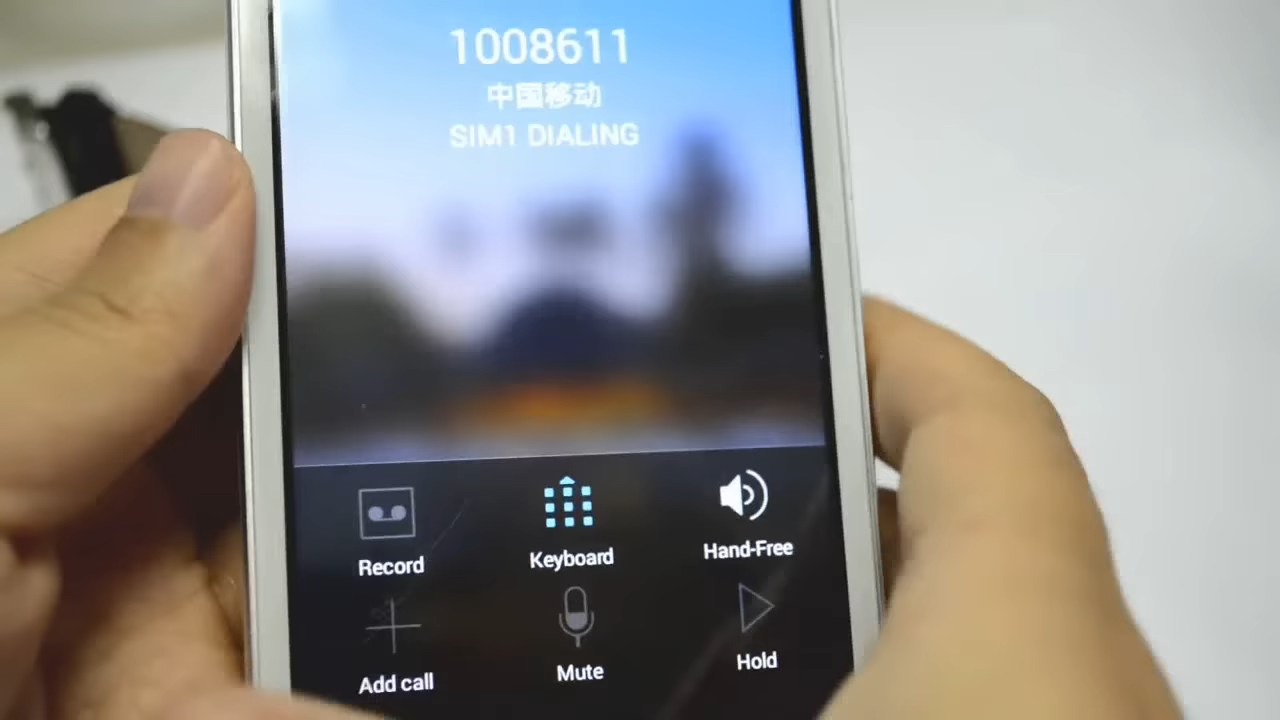 1008611
中国移动
SIM1 DIALING
Record
Keyboard
Hand-Free
Add call
Mute
Hold